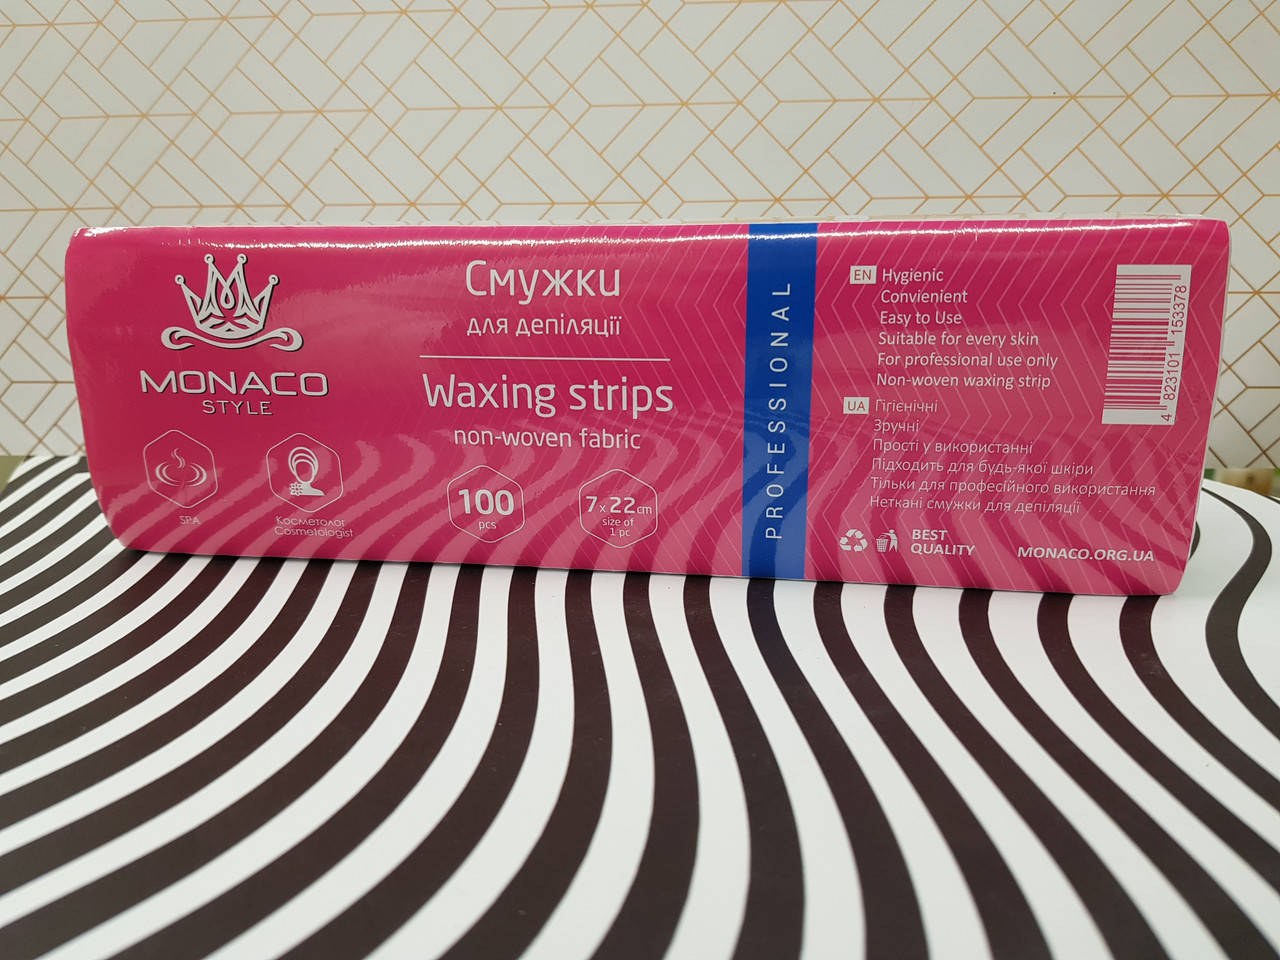 MONACO
STYLE
SPA
Косметолог
Cosmetologist
Смужки
для депіляції
Waxing strips
non-woven fabric
100
pcs
7 x 22 cm
size of
1 pc
PROFESSIONAL
EN Hygienic
Convienient
Easy to Use
Suitable for every skin
For professional use only
Non-woven waxing strip
UA Гігієнічні
Зручні
Прості у використанні
Підходить для будь-якої шкіри
Тільки для професійного використання
Неткані смужки для депіляції
BEST
QUALITY
MONACO.ORG.UA
4 823101 153378